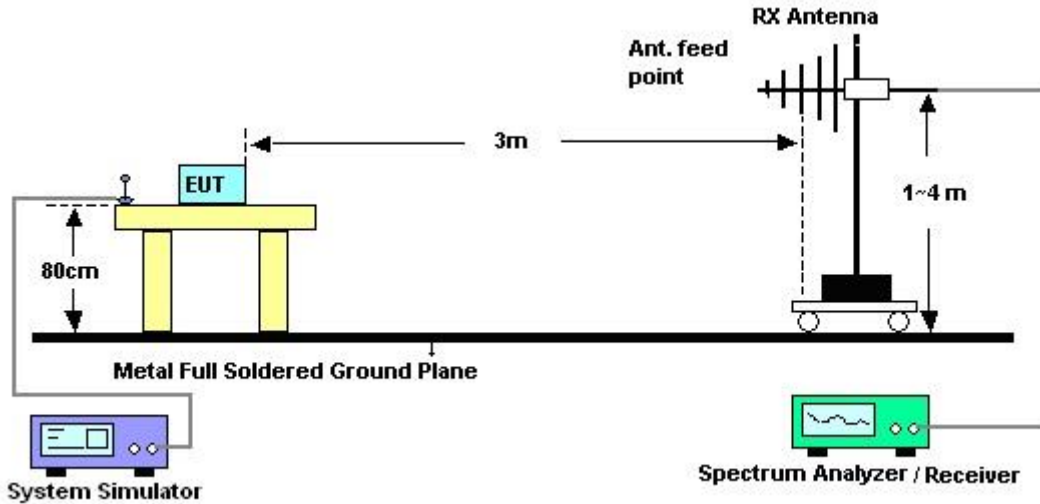 RX Antenna
Ant. feed
point
3m
EUT
1~4 m
80cm
Metal Full Soldered Ground Plane
System Simulator
Spectrum Analyzer / Receiver